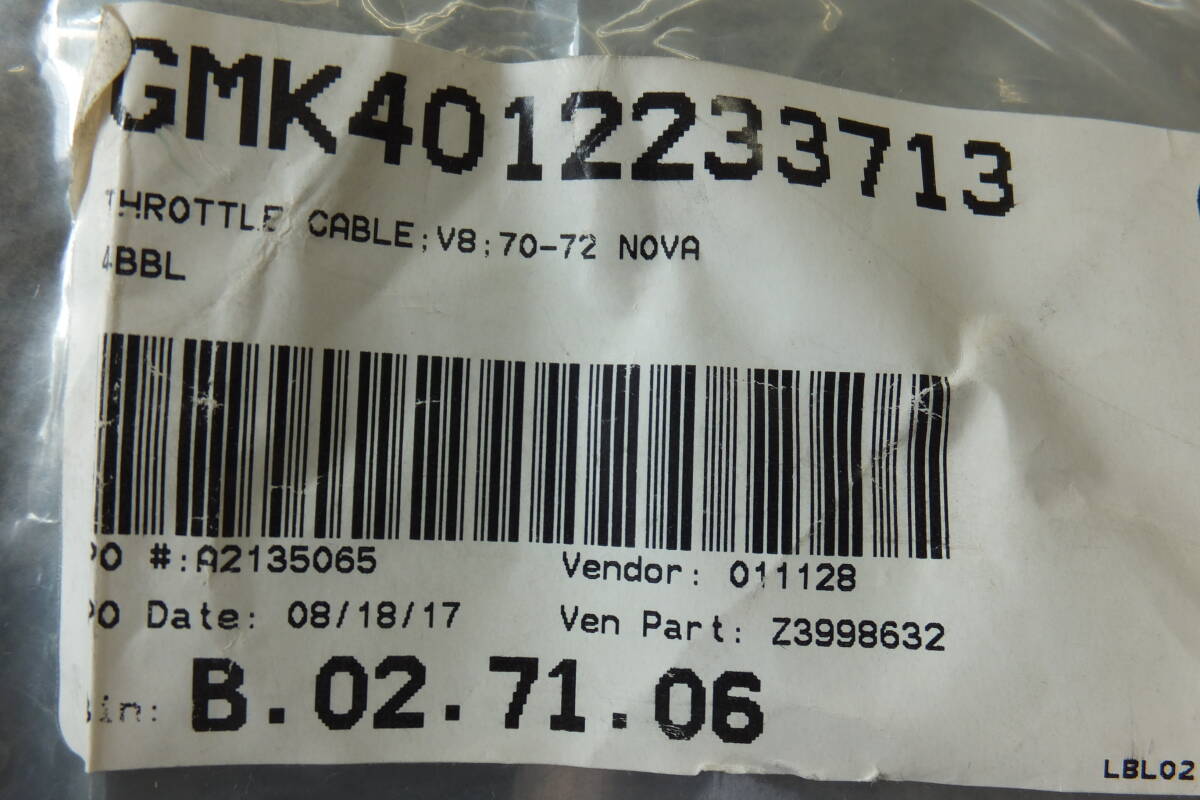 GMK4012233713
THROTTLE CABLE;V8;70-72 NOVA
4BBL
PO #:A2135065 Vendor: 011128
PO Date: 08/18/17 Ven Part: Z3998632
Bin: B.02.71.06
LBL02